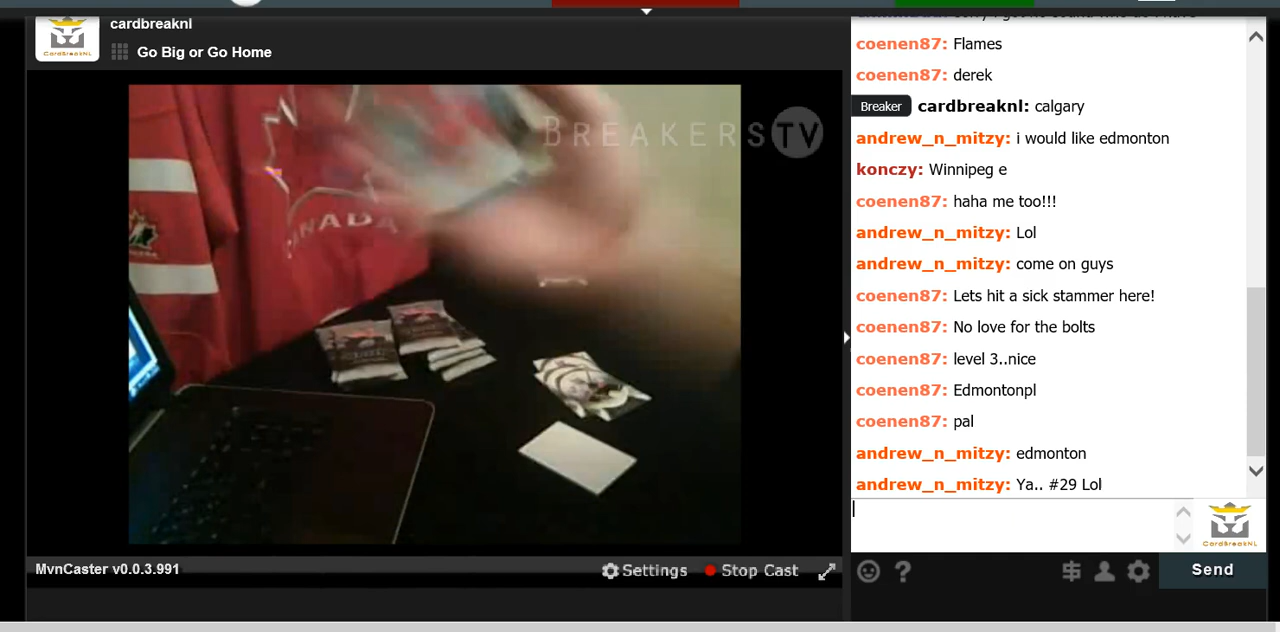 cardbreaknl
Go Big or Go Home
CARDBREAKNL
BREAKERSTV
CANADA
MvnCaster v0.0.3.991
Settings
Stop Cast
coenen87: Flames
coenen87: derek
Breaker cardbreaknl: calgary
andrew_n_mitzy: i would like edmonton
konczy: Winnipeg e
coenen87: haha me too!!!
andrew_n_mitzy: Lol
andrew_n_mitzy: come on guys
coenen87: Lets hit a sick stammer here!
coenen87: No love for the bolts
coenen87: level 3..nice
coenen87: Edmontonpl
coenen87: pal
andrew_n_mitzy: edmonton
andrew_n_mitzy: Ya.. #29 Lol
CARDBREAKNL
Send